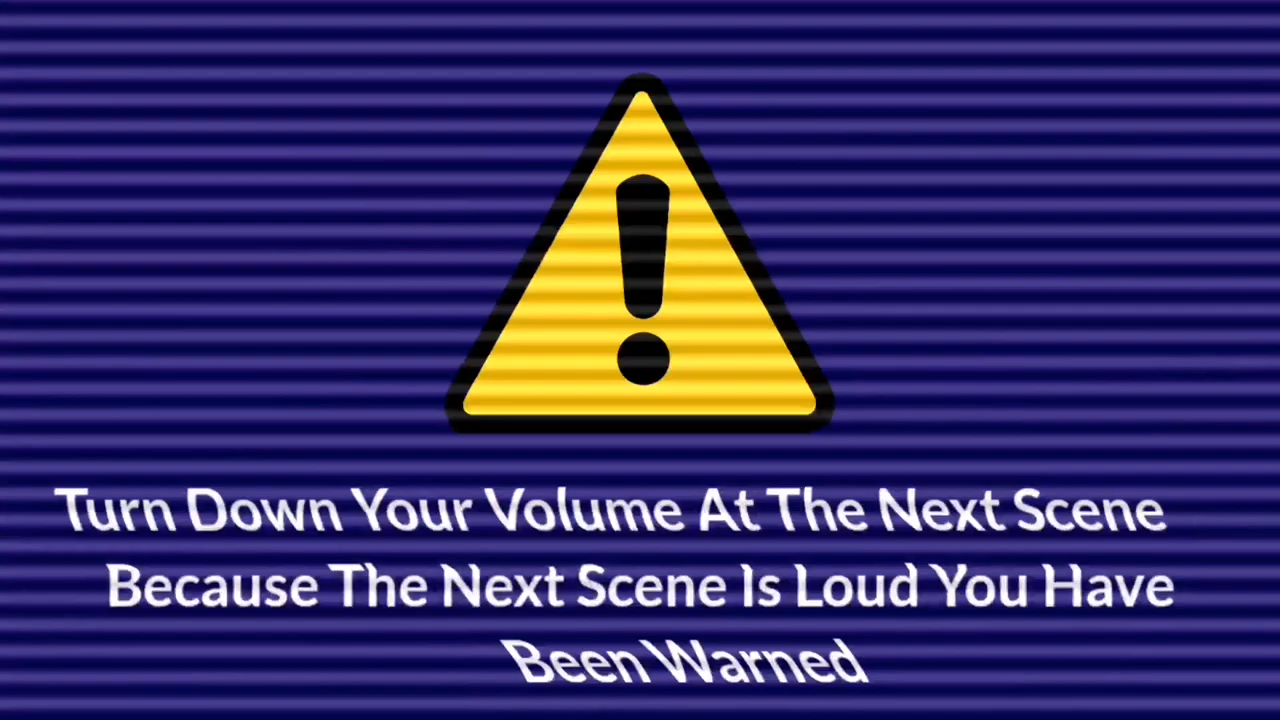 Turn Down Your Volume At The Next Scene
Because The Next Scene Is Loud You Have
Been Warned